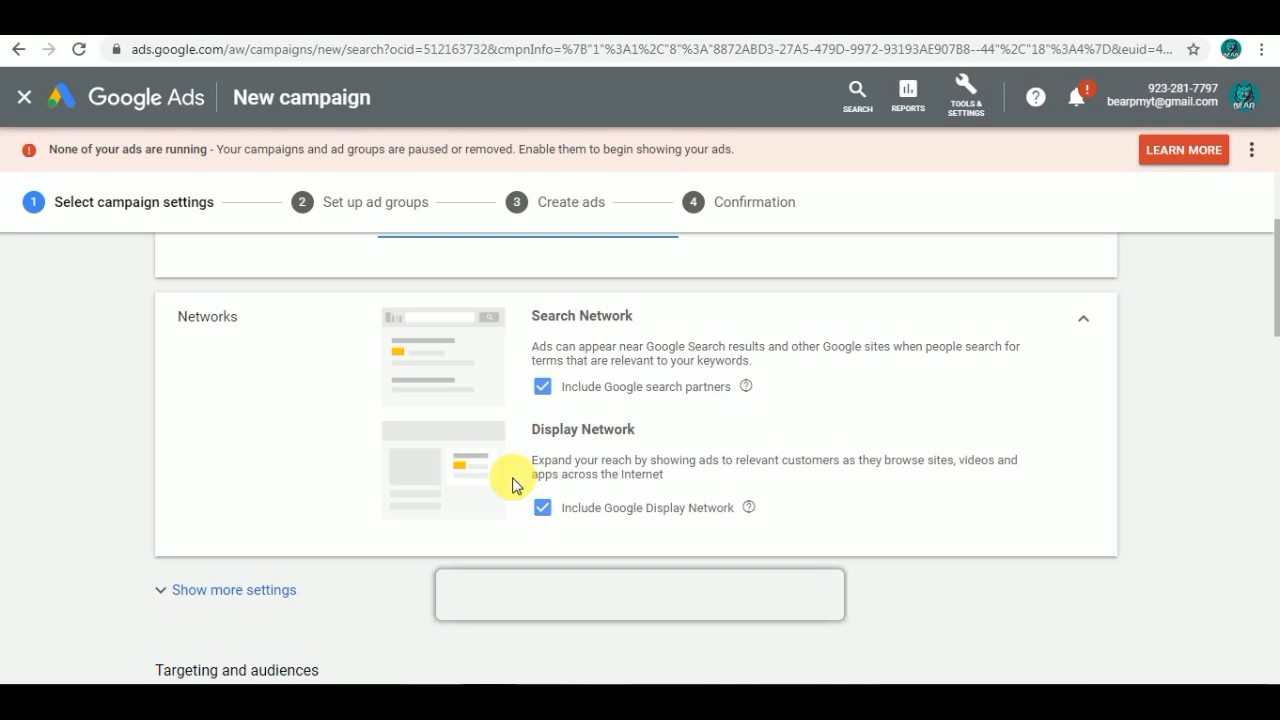 ads.google.com/aw/campaigns/new/search?ocid=512163732&cmpnInfo=%7B"1"%3A1%2C"8"%3A"8872ABD3-27A5-479D-9972-93193AE907B8--44"%2C"18"%3A4%7D&euid=4...
Google Ads
New campaign
SEARCH
REPORTS
TOOLS &
SETTINGS
?
!
923-281-7797
bearpmyt@gmail.com
BEAR
! None of your ads are running - Your campaigns and ad groups are paused or removed. Enable them to begin showing your ads.
LEARN MORE
1 Select campaign settings
2 Set up ad groups
3 Create ads
4 Confirmation
Networks
Search Network
Ads can appear near Google Search results and other Google sites when people search for
terms that are relevant to your keywords.
Include Google search partners ?
Display Network
Expand your reach by showing ads to relevant customers as they browse sites, videos and
apps across the Internet
Include Google Display Network ?
Show more settings
Targeting and audiences